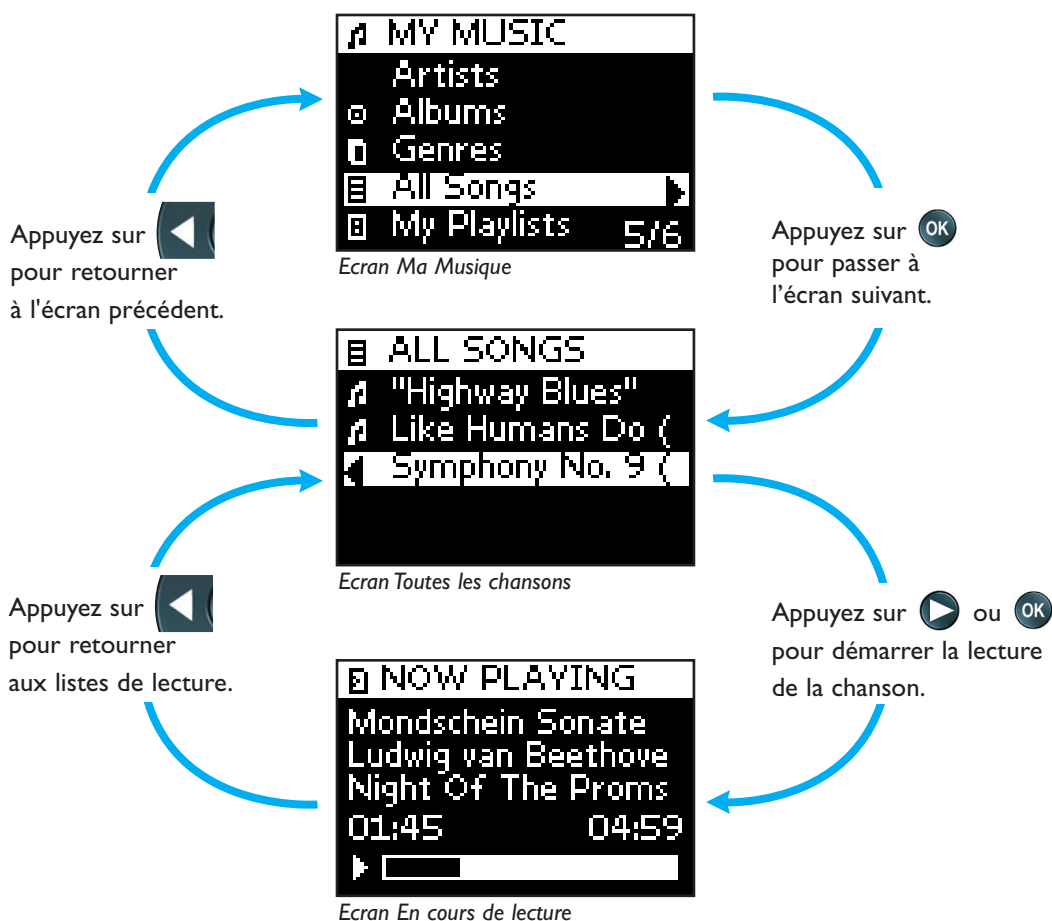 MY MUSIC
Artists
Albums
Genres
All Songs
My Playlists 5/6
Ecran Ma Musique
Appuyez sur
pour retourner
à l'écran précédent.
Appuyez sur OK
pour passer à
l’écran suivant.
ALL SONGS
"Highway Blues"
Like Humans Do (
Symphony No. 9 (
Ecran Toutes les chansons
Appuyez sur
pour retourner
aux listes de lecture.
Appuyez sur ou OK
pour démarrer la lecture
de la chanson.
NOW PLAYING
Mondschein Sonate
Ludwig van Beethove
Night Of The Proms
01:45 04:59
Ecran En cours de lecture